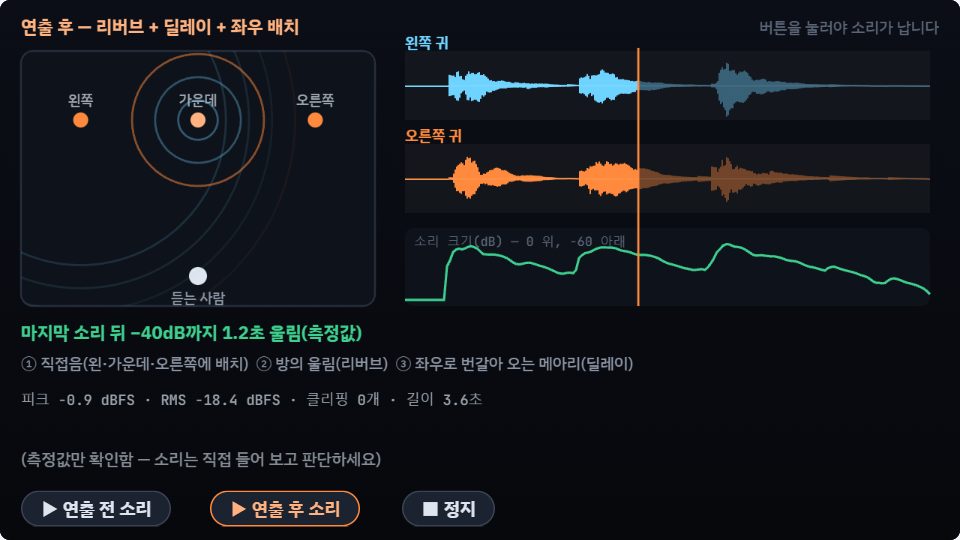 연출 후 — 리버브 + 딜레이 + 좌우 배치
버튼을 눌러야 소리가 납니다
왼쪽
가운데
오른쪽
듣는 사람
왼쪽 귀
오른쪽 귀
소리 크기(dB) — 0 위, -60 아래
마지막 소리 뒤 −40dB까지 1.2초 울림(측정값)
① 직접음(왼·가운데·오른쪽에 배치) ② 방의 울림(리버브) ③ 좌우로 번갈아 오는 메아리(딜레이)
피크 -0.9 dBFS · RMS -18.4 dBFS · 클리핑 0개 · 길이 3.6초
(측정값만 확인함 — 소리는 직접 들어 보고 판단하세요)
▶ 연출 전 소리
▶ 연출 후 소리
■ 정지